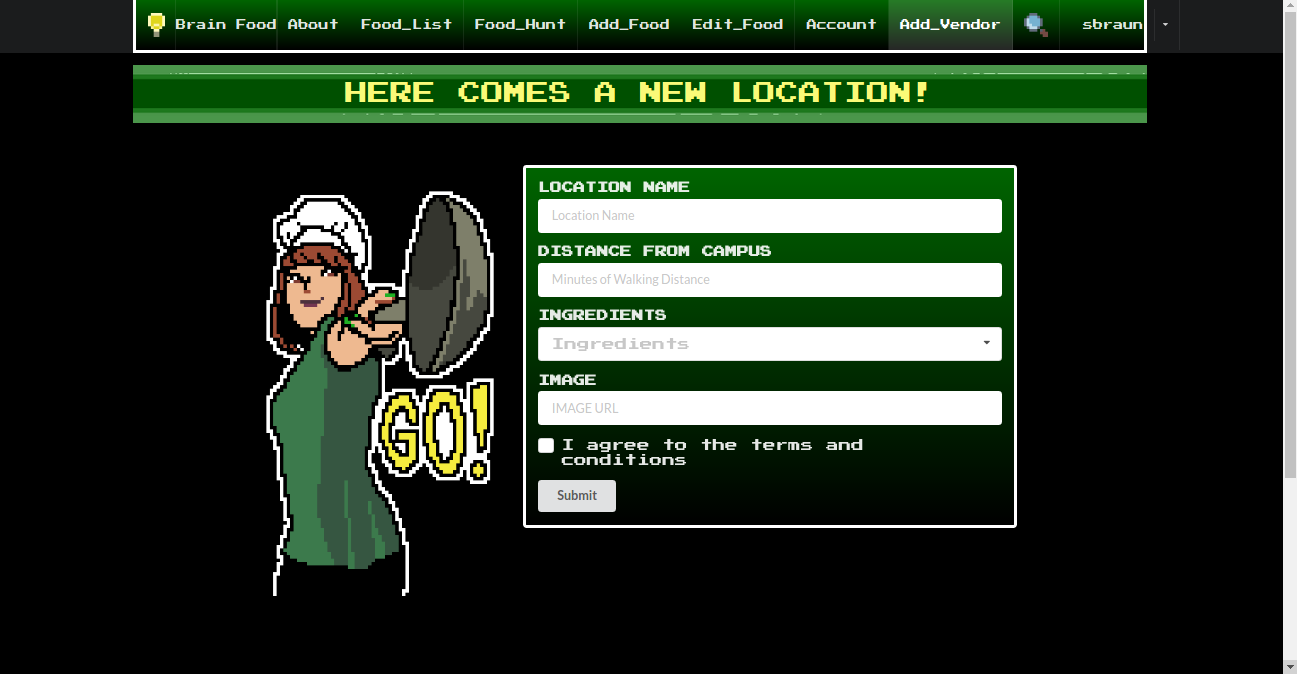 Brain Food About Food_List Food_Hunt Add_Food Edit_Food Account Add_Vendor sbraun
HERE COMES A NEW LOCATION!
LOCATION NAME
Location Name
DISTANCE FROM CAMPUS
Minutes of Walking Distance
INGREDIENTS
Ingredients
IMAGE
IMAGE URL
GO!
I agree to the terms and
conditions
Submit